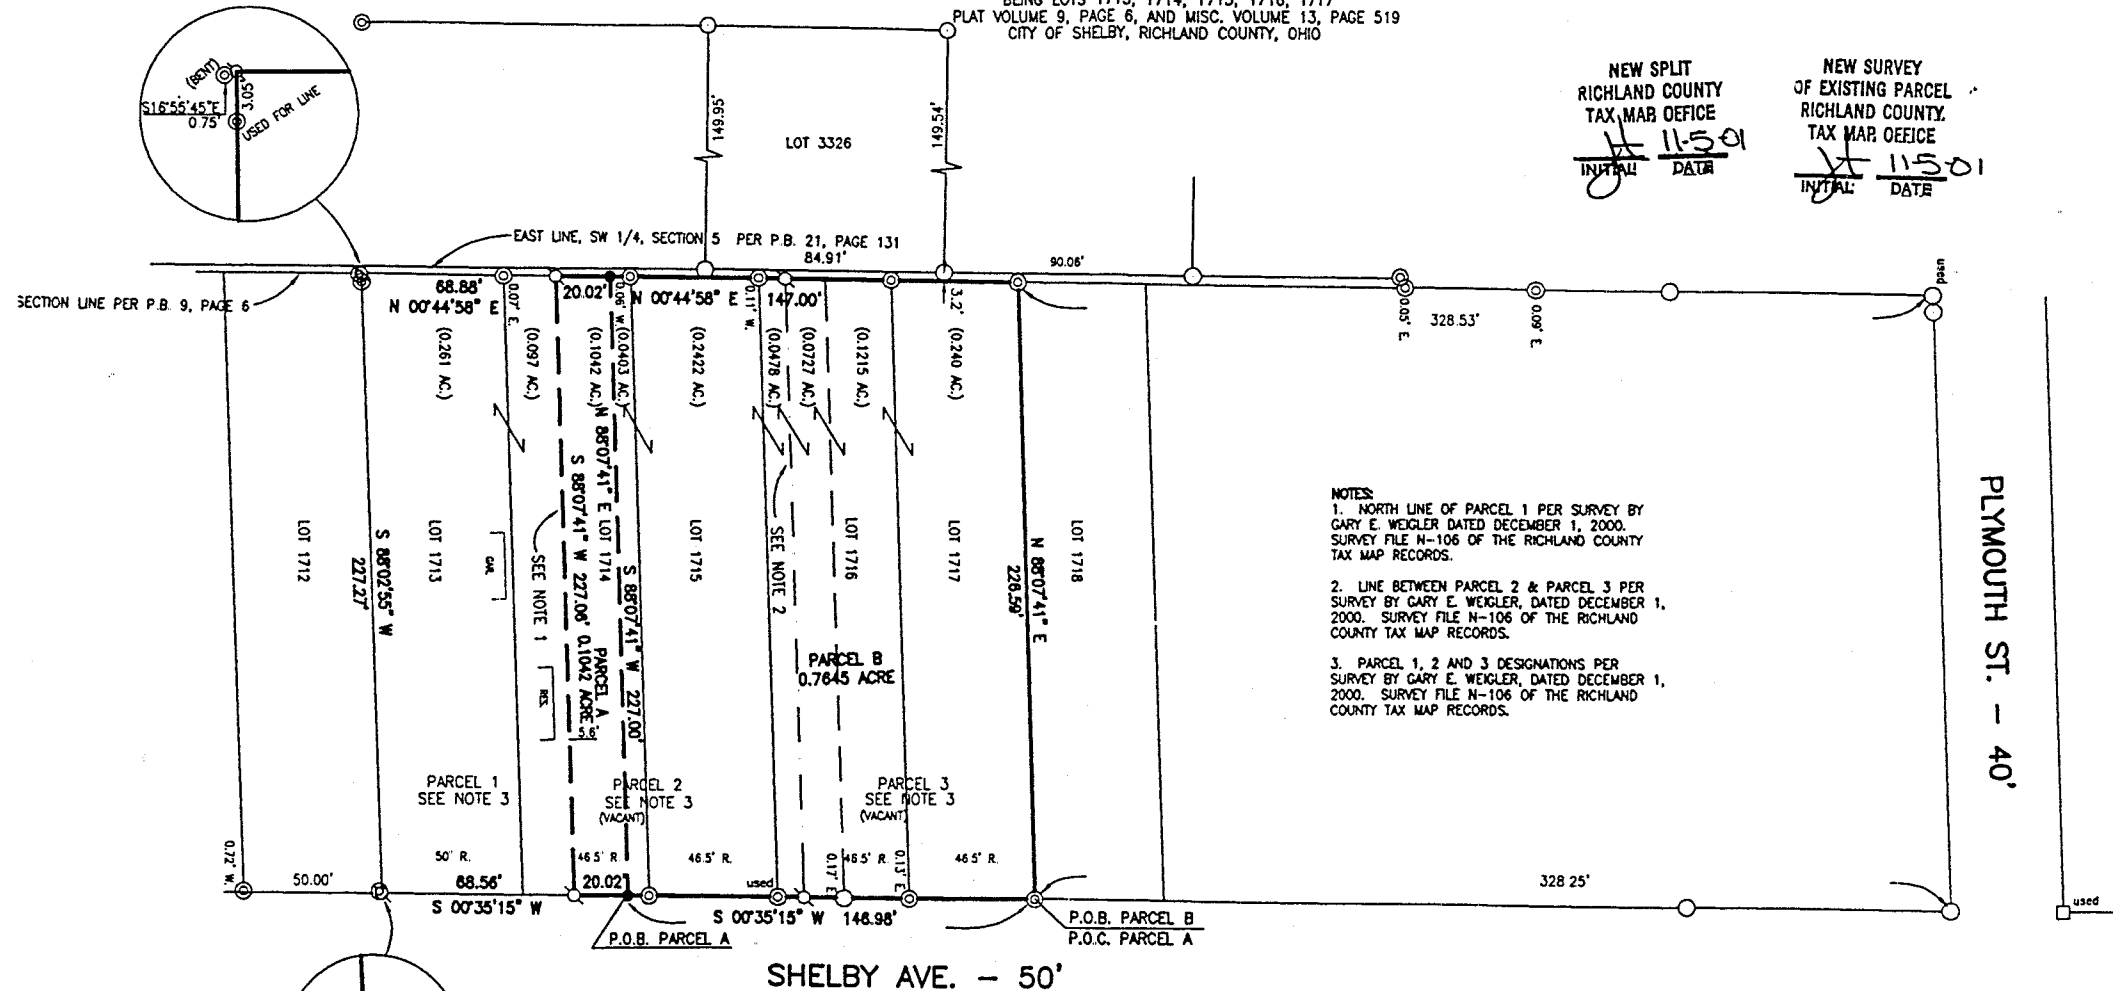 PLAT VOLUME 9, PAGE 6, AND MISC. VOLUME 13, PAGE 519
CITY OF SHELBY, RICHLAND COUNTY, OHIO
NEW SPLIT
RICHLAND COUNTY
TAX MAP OFFICE
11-5-01
INITIAL DATE
NEW SURVEY
OF EXISTING PARCEL
RICHLAND COUNTY
TAX MAP OFFICE
11-5-01
INITIAL DATE
(BENT)
S16°55'45"E
0.75'
3.05'
USED FOR LINE
149.95'
LOT 3326
149.54'
EAST LINE, SW 1/4, SECTION 5 PER P.B. 21, PAGE 131
84.91'
90.06'
SECTION LINE PER P.B. 9, PAGE 6
68.88'
N 00°44'58" E
0.07' E.
20.02'
0.06' W.
N 00°44'58" E 147.00'
0.11' W.
3.2'
0.05' E.
328.53'
0.09' E.
used
(0.261 AC.)
(0.097 AC.)
(0.1042 AC.)
(0.0403 AC.)
(0.2422 AC.)
(0.0478 AC.)
(0.0727 AC.)
(0.1215 AC.)
(0.240 AC.)
LOT 1712
S 88°02'55" W
227.27'
LOT 1713
GAR.
SEE NOTE 1
RES.
S 88°07'41" W 227.06'
N 88°07'41" E
LOT 1714
PARCEL A
0.1042 ACRE
5.6'
S 88°07'41" W 227.00'
LOT 1715
SEE NOTE 2
LOT 1716
PARCEL B
0.7645 ACRE
LOT 1717
N 88°07'41" E
226.59'
LOT 1718
NOTES:
1. NORTH LINE OF PARCEL 1 PER SURVEY BY
GARY E. WEIGLER DATED DECEMBER 1, 2000.
SURVEY FILE N-106 OF THE RICHLAND COUNTY
TAX MAP RECORDS.
2. LINE BETWEEN PARCEL 2 & PARCEL 3 PER
SURVEY BY GARY E. WEIGLER, DATED DECEMBER 1,
2000. SURVEY FILE N-106 OF THE RICHLAND
COUNTY TAX MAP RECORDS.
3. PARCEL 1, 2 AND 3 DESIGNATIONS PER
SURVEY BY GARY E. WEIGLER, DATED DECEMBER 1,
2000. SURVEY FILE N-106 OF THE RICHLAND
COUNTY TAX MAP RECORDS.
PLYMOUTH ST. - 40'
PARCEL 1
SEE NOTE 3
PARCEL 2
SEE NOTE 3
(VACANT)
PARCEL 3
SEE NOTE 3
(VACANT)
0.72' W.
50.00'
50' R.
68.56'
S 00°35'15" W
46.5' R.
20.02'
46.5' R.
used
0.17' E.
46.5' R.
0.13' E.
46.5' R.
S 00°35'15" W 146.98'
328.25'
used
P.O.B. PARCEL A
P.O.B. PARCEL B
P.O.C. PARCEL A
SHELBY AVE. - 50'